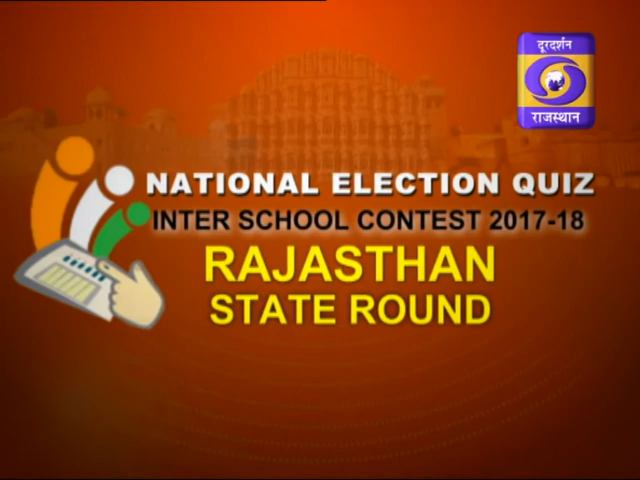 दूरदर्शन
राजस्थान
NATIONAL ELECTION QUIZ
INTER SCHOOL CONTEST 2017-18
RAJASTHAN
STATE ROUND